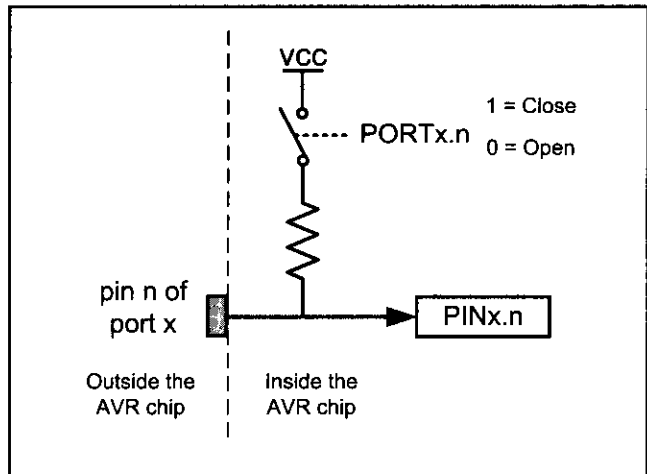 VCC
1 = Close
PORTx.n
0 = Open
pin n of
port x
PINx.n
Outside the
AVR chip
Inside the
AVR chip